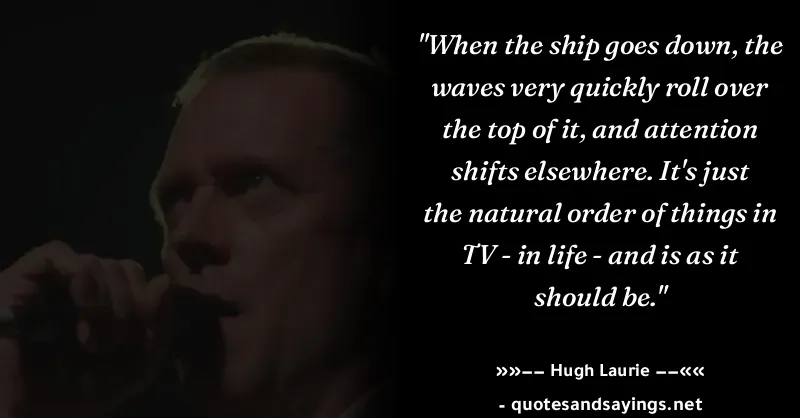 "When the ship goes down, the
waves very quickly roll over
the top of it, and attention
shifts elsewhere. It's just
the natural order of things in
TV - in life - and is as it
should be."
»»−− Hugh Laurie −−««
- quotesandsayings.net